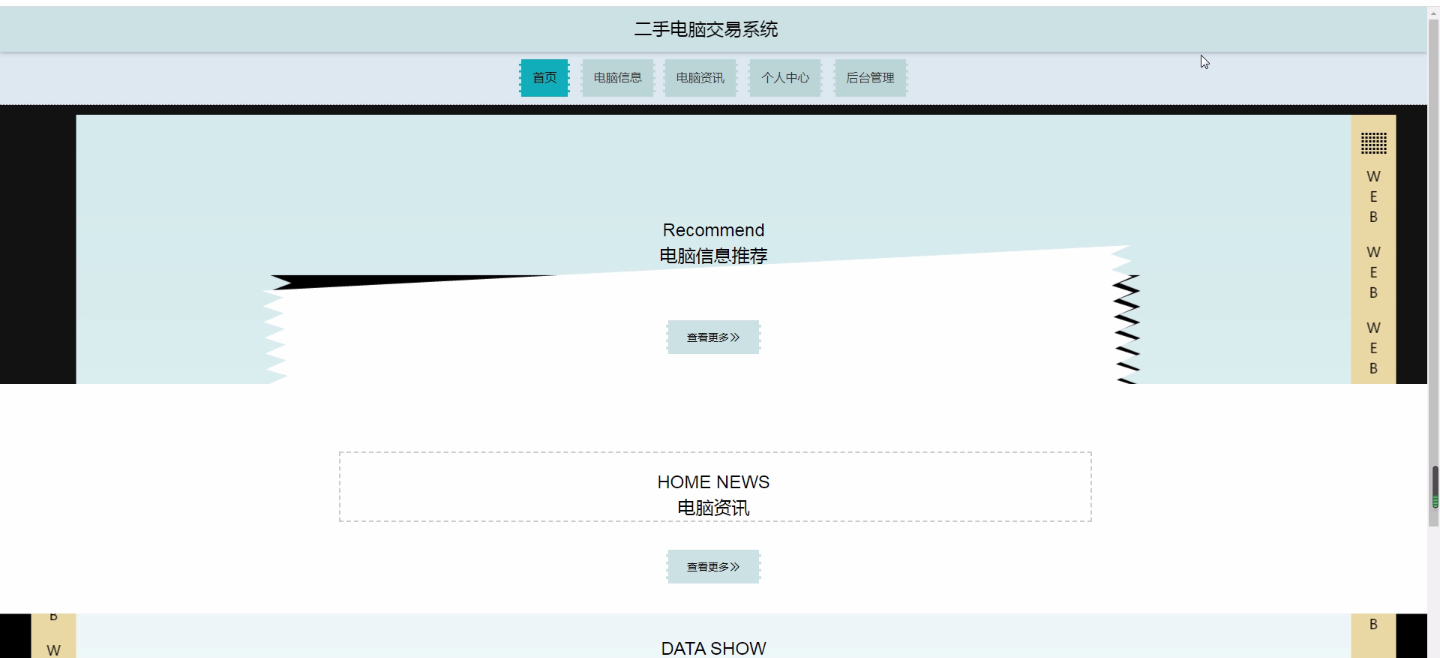 二手电脑交易系统
首页
电脑信息
电脑资讯
个人中心
后台管理
Recommend
电脑信息推荐
查看更多
W
E
B
W
E
B
W
E
B
HOME NEWS
电脑资讯
查看更多
B
W
DATA SHOW
B